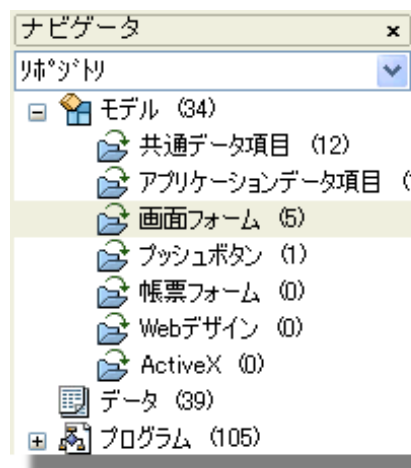 ナビゲータ
ﾘﾎﾟｼﾞﾄﾘ
モデル (34)
共通データ項目 (12)
アプリケーションデータ項目 (
画面フォーム (5)
プッシュボタン (1)
帳票フォーム (0)
Webデザイン (0)
ActiveX (0)
データ (39)
プログラム (105)